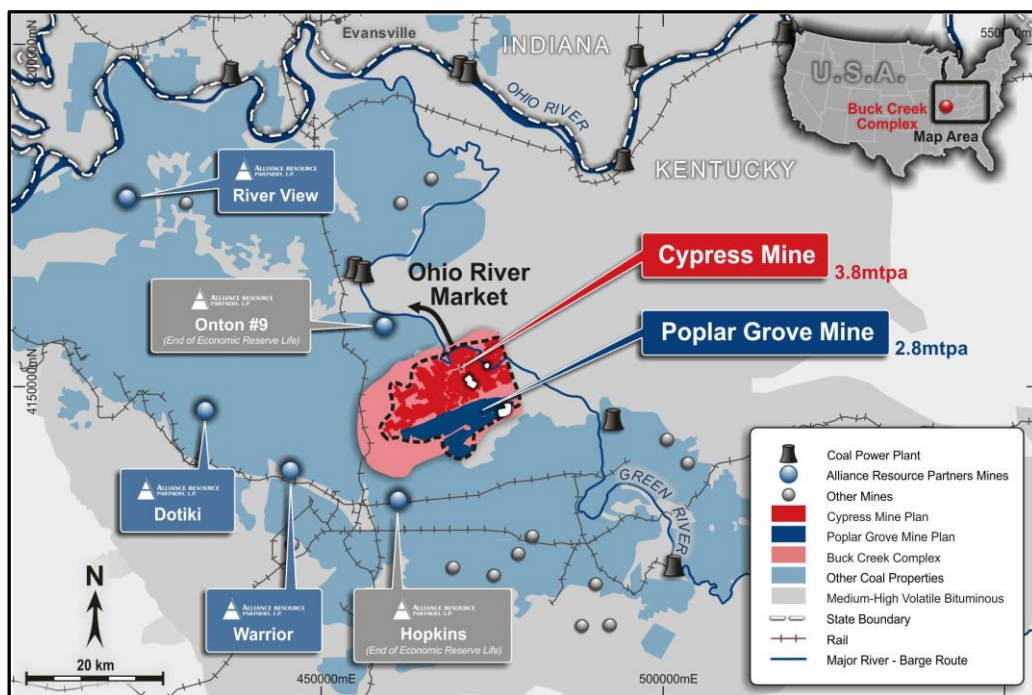 Evansville
INDIANA
OHIO RIVER
KENTUCKY
U.S.A.
Buck Creek
Complex
Map Area
ALLIANCE RESOURCE
PARTNERS, L.P.
River View
Ohio River
Market
Cypress Mine
3.8mtpa
ALLIANCE RESOURCE
PARTNERS, L.P.
Onton #9
(End of Economic Reserve Life)
Poplar Grove Mine
2.8mtpa
4150000mN
ALLIANCE RESOURCE
PARTNERS, L.P.
Dotiki
GREEN RIVER
ALLIANCE RESOURCE
PARTNERS, L.P.
Warrior
ALLIANCE RESOURCE
PARTNERS, L.P.
Hopkins
(End of Economic Reserve Life)
N
20 km
450000mE
500000mE
Coal Power Plant
Alliance Resource Partners Mines
Other Mines
Cypress Mine Plan
Poplar Grove Mine Plan
Buck Creek Complex
Other Coal Properties
Medium-High Volatile Bituminous
State Boundary
Rail
Major River - Barge Route